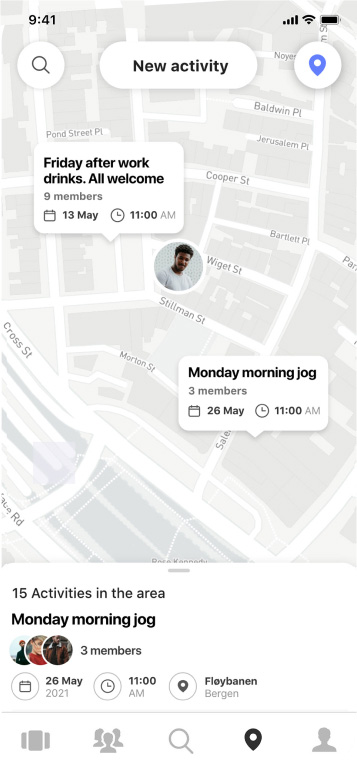 9:41
New activity
Noyes
m St
Baldwin Pl
Jerusalem Pl
Pond Street Pl
Friday after work
drinks. All welcome
9 members
13 May 11:00 AM
Cooper St
Bartlett Pl
Wiget St
Stillman St
Cross St
Morton St
Monday morning jog
3 members
26 May 11:00 AM
Sale
Rose Kennedy
15 Activities in the area
Monday morning jog
3 members
26 May
2021
11:00
AM
Fløybanen
Bergen